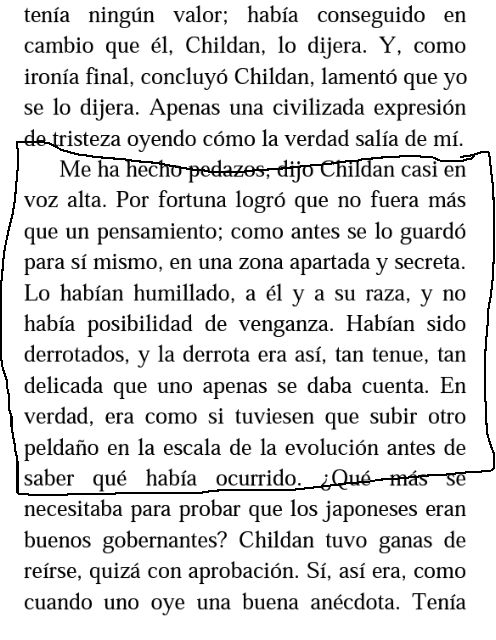 tenía ningún valor; había conseguido en
cambio que él, Childan, lo dijera. Y, como
ironía final, concluyó Childan, lamentó que yo
se lo dijera. Apenas una civilizada expresión
de tristeza oyendo cómo la verdad salía de mí.
Me ha hecho pedazos, dijo Childan casi en
voz alta. Por fortuna logró que no fuera más
que un pensamiento; como antes se lo guardó
para sí mismo, en una zona apartada y secreta.
Lo habían humillado, a él y a su raza, y no
había posibilidad de venganza. Habían sido
derrotados, y la derrota era así, tan tenue, tan
delicada que uno apenas se daba cuenta. En
verdad, era como si tuviesen que subir otro
peldaño en la escala de la evolución antes de
saber qué había ocurrido. ¿Qué más se
necesitaba para probar que los japoneses eran
buenos gobernantes? Childan tuvo ganas de
reírse, quizá con aprobación. Sí, así era, como
cuando uno oye una buena anécdota. Tenía